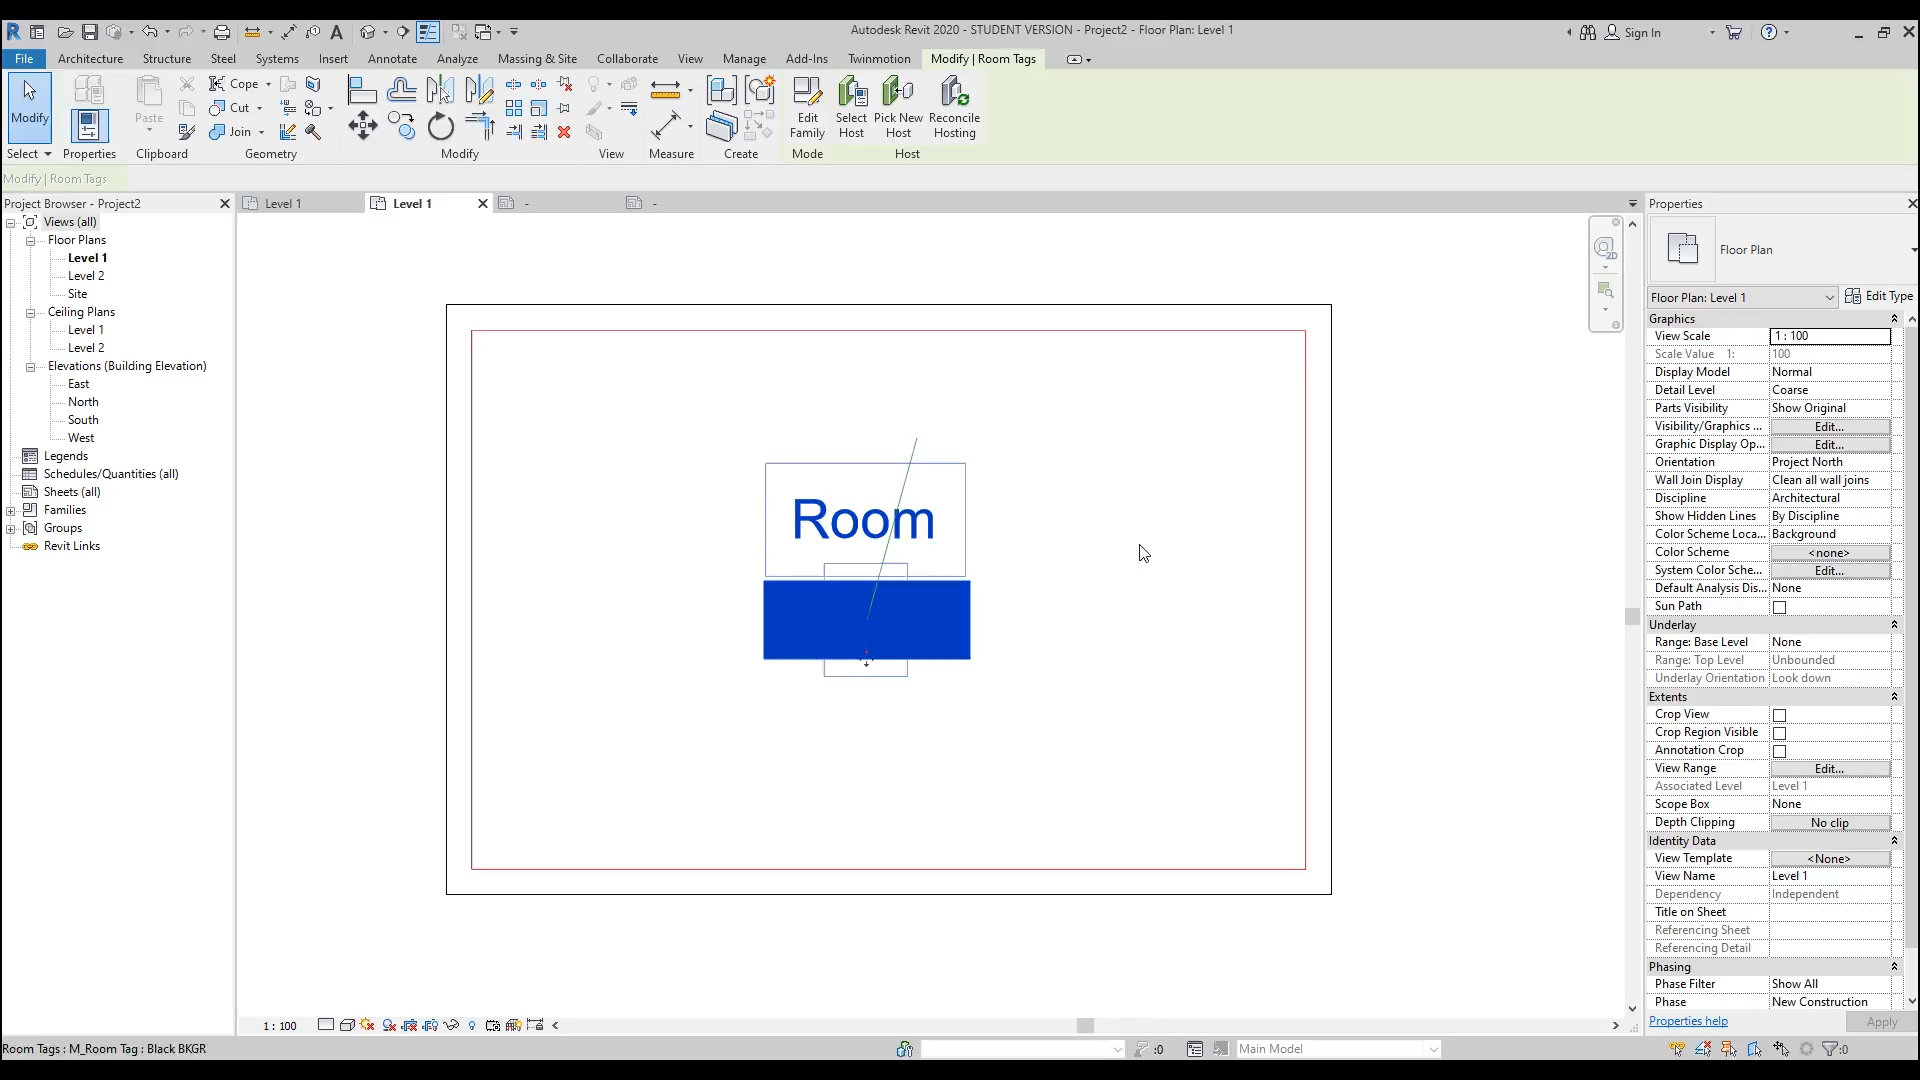 Autodesk Revit 2020 - STUDENT VERSION - Project2 - Floor Plan: Level 1
Sign In
File Architecture Structure Steel Systems Insert Annotate Analyze Massing & Site Collaborate View Manage Add-Ins Twinmotion Modify | Room Tags
Modify
Paste
Cope
Cut
Join
Edit Family
Select Host
Pick New Host
Reconcile Hosting
Select Properties Clipboard Geometry Modify View Measure Create Mode Host
Modify | Room Tags
Project Browser - Project2
Level 1
Level 1
-
-
Views (all)
Floor Plans
Level 1
Level 2
Site
Ceiling Plans
Level 1
Level 2
Elevations (Building Elevation)
East
North
South
West
Legends
Schedules/Quantities (all)
Sheets (all)
Families
Groups
Revit Links
Room
2D
Properties
Floor Plan
Floor Plan: Level 1 Edit Type
Graphics
View Scale 1 : 100
Scale Value 1: 100
Display Model Normal
Detail Level Coarse
Parts Visibility Show Original
Visibility/Graphics ... Edit...
Graphic Display Op... Edit...
Orientation Project North
Wall Join Display Clean all wall joins
Discipline Architectural
Show Hidden Lines By Discipline
Color Scheme Loca... Background
Color Scheme <none>
System Color Sche... Edit...
Default Analysis Dis... None
Sun Path
Underlay
Range: Base Level None
Range: Top Level Unbounded
Underlay Orientation Look down
Extents
Crop View
Crop Region Visible
Annotation Crop
View Range Edit...
Associated Level Level 1
Scope Box None
Depth Clipping No clip
Identity Data
View Template <None>
View Name Level 1
Dependency Independent
Title on Sheet
Referencing Sheet
Referencing Detail
Phasing
Phase Filter Show All
Phase New Construction
Properties help Apply
1 : 100
Room Tags : M_Room Tag : Black BKGR
:0
Main Model
:0